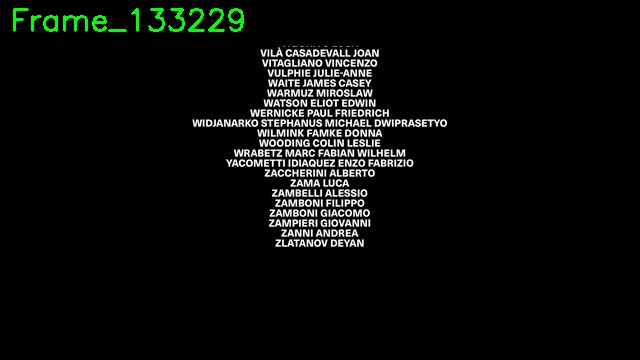 Frame_133229
VILÀ CASADEVALL JOAN
VITAGLIANO VINCENZO
VULPHIE JULIE-ANNE
WAITE JAMES CASEY
WARMUZ MIROSLAW
WATSON ELIOT EDWIN
WERNICKE PAUL FRIEDRICH
WIDJANARKO STEPHANUS MICHAEL DWIPRASETYO
WILMINK FAMKE DONNA
WOODING COLIN LESLIE
WRABETZ MARC FABIAN WILHELM
YACOMETTI IDIAQUEZ ENZO FABRIZIO
ZACCHERINI ALBERTO
ZAMA LUCA
ZAMBELLI ALESSIO
ZAMBONI FILIPPO
ZAMBONI GIACOMO
ZAMPIERI GIOVANNI
ZANNI ANDREA
ZLATANOV DEYAN